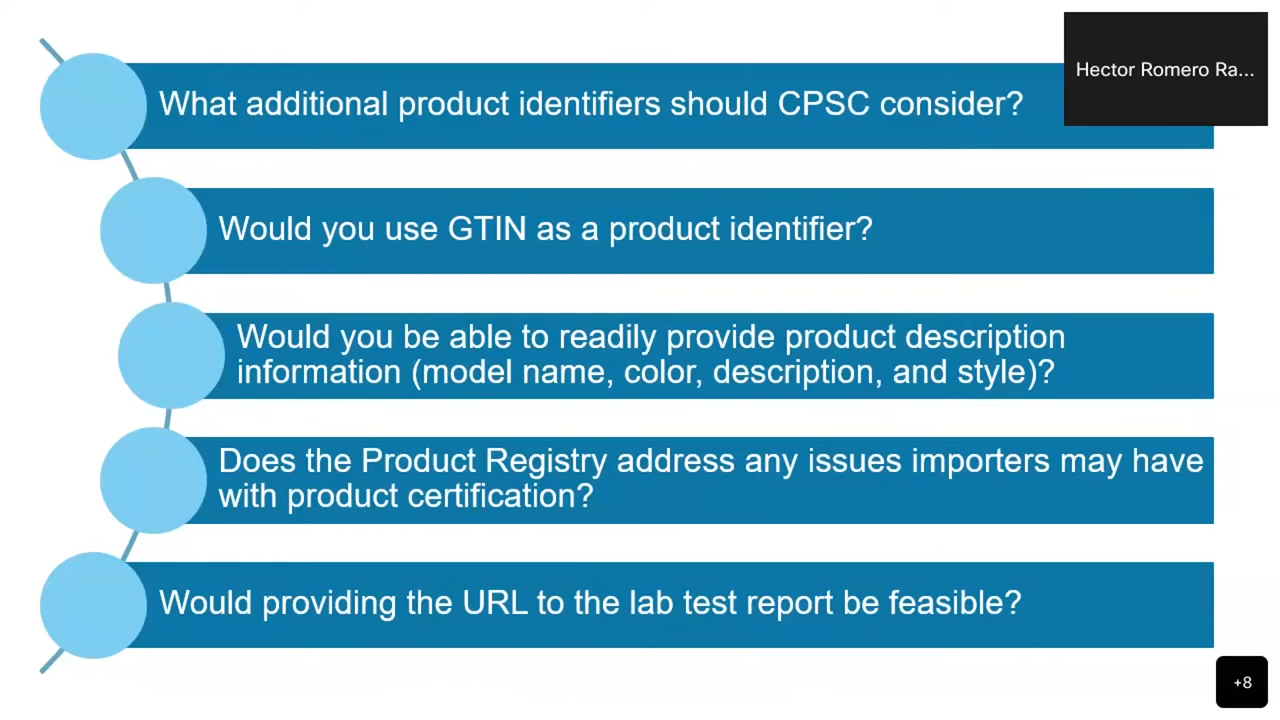 Hector Romero Ra...
What additional product identifiers should CPSC consider?
Would you use GTIN as a product identifier?
Would you be able to readily provide product description
information (model name, color, description, and style)?
Does the Product Registry address any issues importers may have
with product certification?
Would providing the URL to the lab test report be feasible?
+8